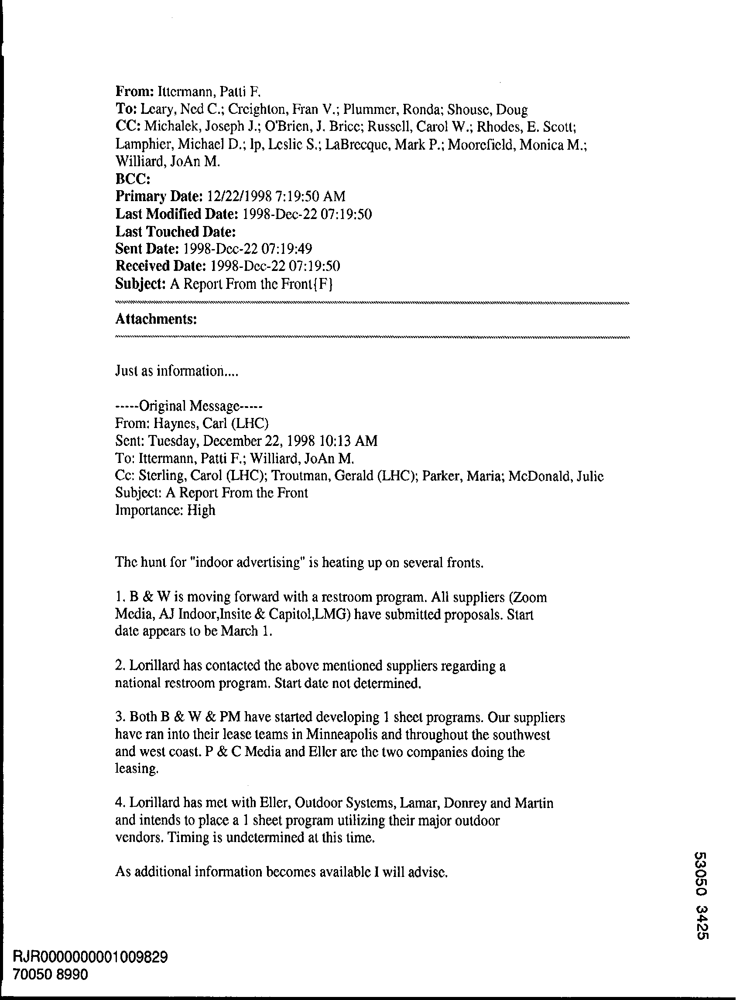 From: Ittermann, Patti F.
To: Leary, Ned C.; Creighton, Fran V.; Plummer, Ronda; Shouse, Doug
CC: Michalek, Joseph J.; O'Brien, J. Brice; Russell, Carol W.; Rhodes, E. Scott;
Lamphier, Michael D.; Ip, Leslie S.; LaBrecque, Mark P.; Moorefield, Monica M.;
Williard, JoAn M.
BCC:
Primary Date: 12/22/1998 7:19:50 AM
Last Modified Date: 1998-Dec-22 07:19:50
Last Touched Date:
Sent Date: 1998-Dec-22 07:19:49
Received Date: 1998-Dec-22 07:19:50
Subject: A Report From the Front{F}
Attachments:
Just as information....
-----Original Message-----
From: Haynes, Carl (LHC)
Sent: Tuesday, December 22, 1998 10:13 AM
To: Ittermann, Patti F.; Williard, JoAn M.
Cc: Sterling, Carol (LHC); Troutman, Gerald (LHC); Parker, Maria; McDonald, Julie
Subject: A Report From the Front
Importance: High
The hunt for "indoor advertising" is heating up on several fronts.
1. B & W is moving forward with a restroom program. All suppliers (Zoom
Media, AJ Indoor,Insite & Capitol,LMG) have submitted proposals. Start
date appears to be March 1.
2. Lorillard has contacted the above mentioned suppliers regarding a
national restroom program. Start date not determined.
3. Both B & W & PM have started developing 1 sheet programs. Our suppliers
have ran into their lease teams in Minneapolis and throughout the southwest
and west coast. P & C Media and Eller are the two companies doing the
leasing.
4. Lorillard has met with Eller, Outdoor Systems, Lamar, Donrey and Martin
and intends to place a 1 sheet program utilizing their major outdoor
vendors. Timing is undetermined at this time.
As additional information becomes available I will advise.
53050 3425
RJR0000000001009829
70050 8990